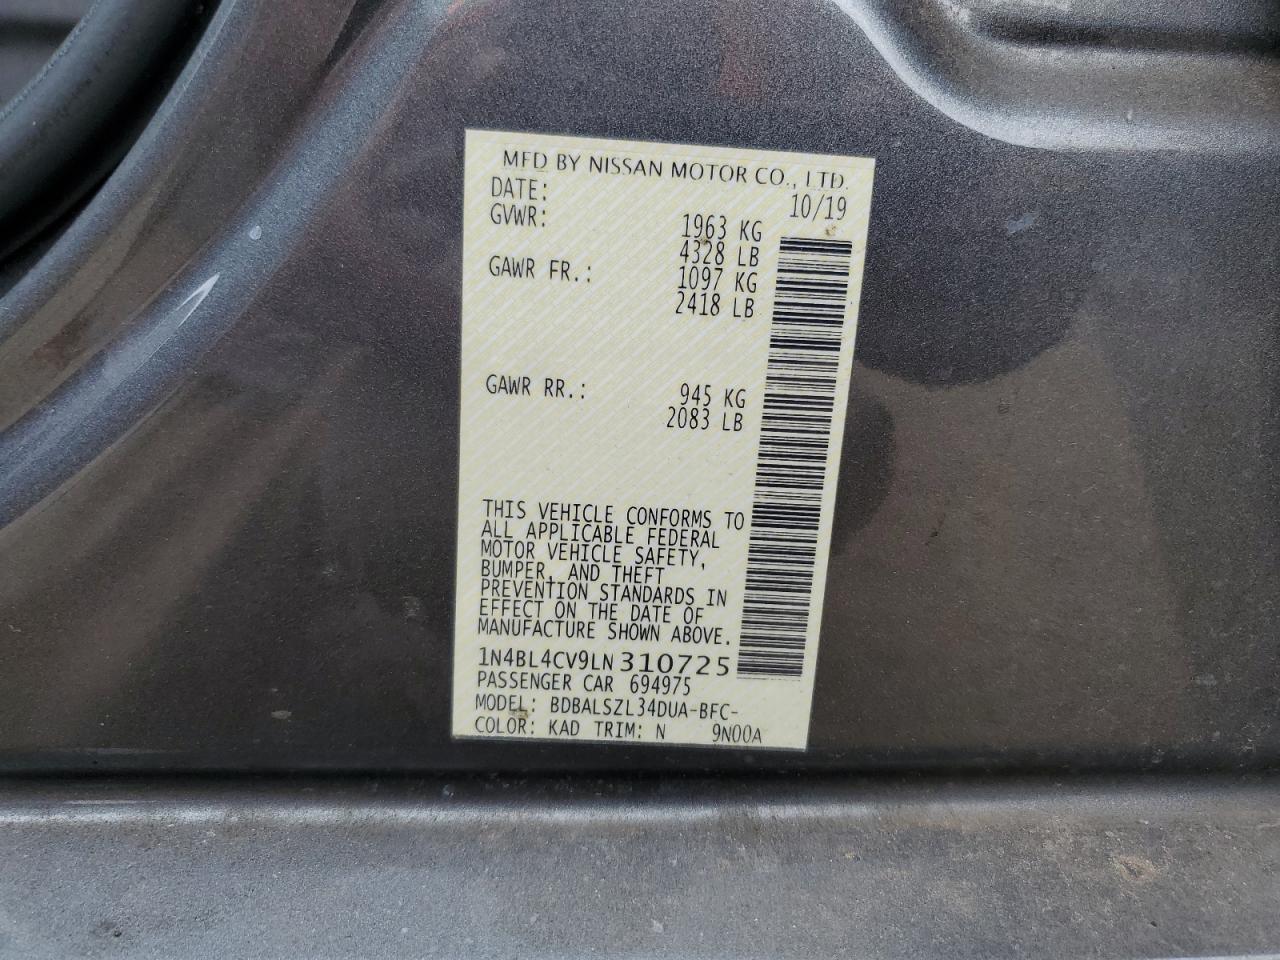 MFD BY NISSAN MOTOR CO., LTD.
DATE: 10/19
GVWR: 1963 KG
4328 LB
GAWR FR.: 1097 KG
2418 LB
GAWR RR.: 945 KG
2083 LB
THIS VEHICLE CONFORMS TO
ALL APPLICABLE FEDERAL
MOTOR VEHICLE SAFETY,
BUMPER, AND THEFT
PREVENTION STANDARDS IN
EFFECT ON THE DATE OF
MANUFACTURE SHOWN ABOVE.
1N4BL4CV9LN310725
PASSENGER CAR 694975
MODEL: BDBALSZL34DUA-BFC-
COLOR: KAD TRIM: N 9N00A